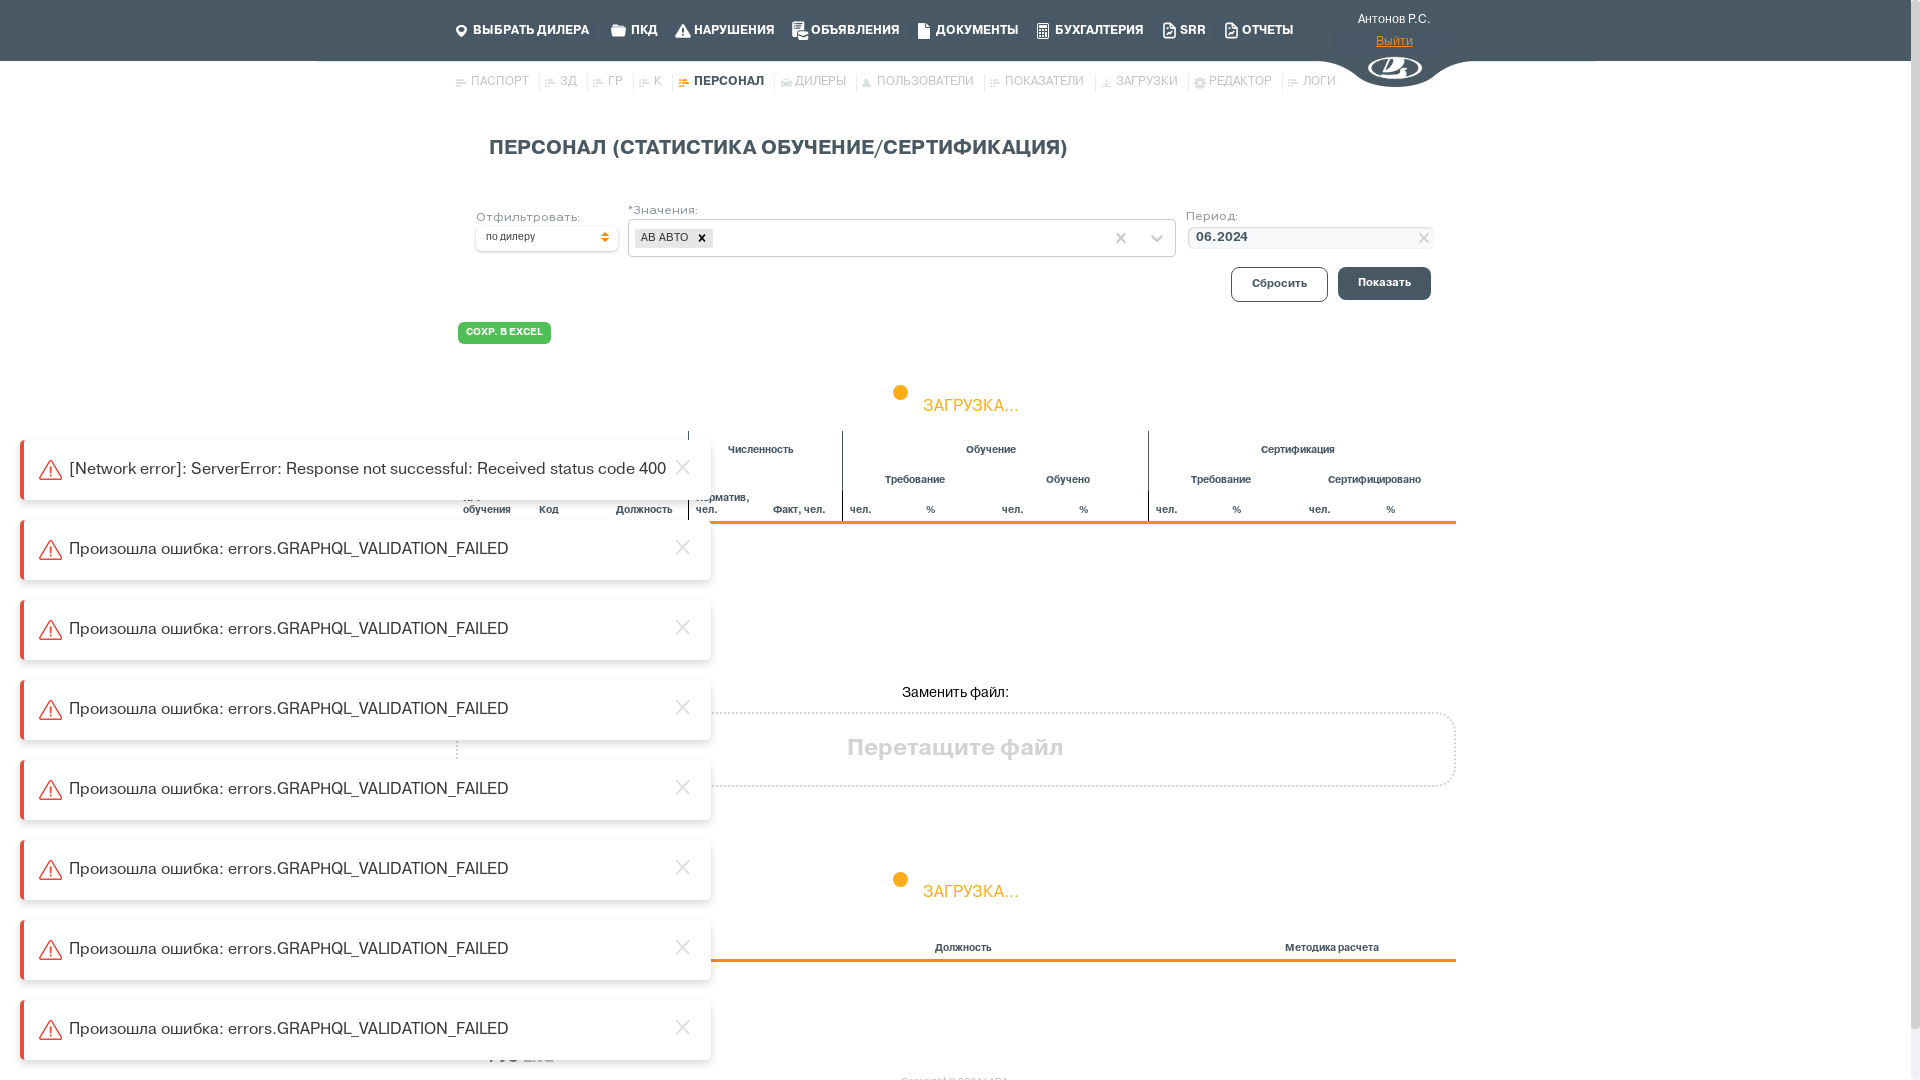 ВЫБРАТЬ ДИЛЕРА ПКД НАРУШЕНИЯ ОБЪЯВЛЕНИЯ ДОКУМЕНТЫ БУХГАЛТЕРИЯ SRR ОТЧЕТЫ
Антонов Р.С.
Выйти
ПАСПОРТ ЗД ГР К ПЕРСОНАЛ ДИЛЕРЫ ПОЛЬЗОВАТЕЛИ ПОКАЗАТЕЛИ ЗАГРУЗКИ РЕДАКТОР ЛОГИ
ПЕРСОНАЛ (СТАТИСТИКА ОБУЧЕНИЕ/СЕРТИФИКАЦИЯ)
Отфильтровать: *Значения: Период:
по дилеру АВ АВТО 06.2024
Сбросить Показать
СОХР. В EXCEL
ЗАГРУЗКА...
Численность Обучение Сертификация
[Network error]: ServerError: Response not successful: Received status code 400
Требование Обучено Требование Сертифицировано
обучения Код Должность чел. Факт, чел. чел. % чел. % чел. % чел. %
Произошла ошибка: errors.GRAPHQL_VALIDATION_FAILED
Произошла ошибка: errors.GRAPHQL_VALIDATION_FAILED
Заменить файл:
Произошла ошибка: errors.GRAPHQL_VALIDATION_FAILED
Перетащите файл
Произошла ошибка: errors.GRAPHQL_VALIDATION_FAILED
Произошла ошибка: errors.GRAPHQL_VALIDATION_FAILED
ЗАГРУЗКА...
Произошла ошибка: errors.GRAPHQL_VALIDATION_FAILED
Должность Методика расчета
Произошла ошибка: errors.GRAPHQL_VALIDATION_FAILED